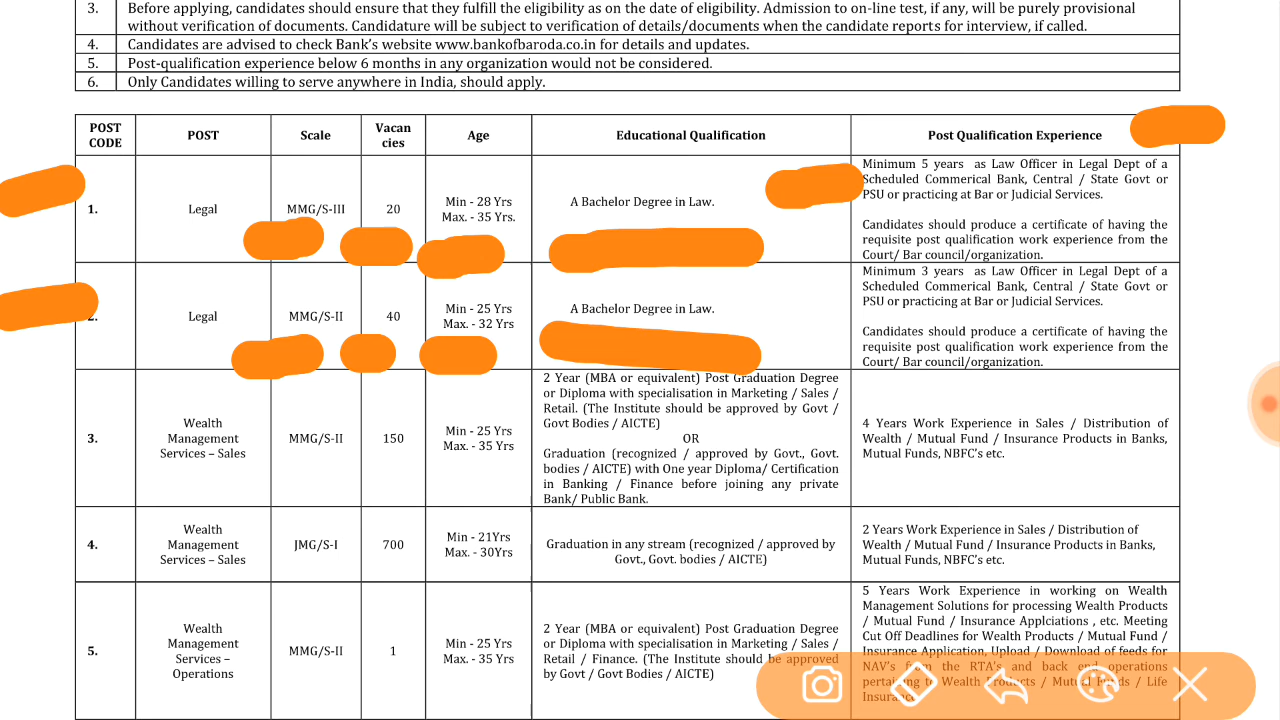 3. Before applying, candidates should ensure that they fulfill the eligibility as on the date of eligibility. Admission to on-line test, if any, will be purely provisional
without verification of documents. Candidature will be subject to verification of details/documents when the candidate reports for interview, if called.
4. Candidates are advised to check Bank's website www.bankofbaroda.co.in for details and updates.
5. Post-qualification experience below 6 months in any organization would not be considered.
6. Only Candidates willing to serve anywhere in India, should apply.
POST
CODE
POST
Scale
Vacan
cies
Age
Educational Qualification
Post Qualification Experience
1.
Legal
MMG/S-III
20
Min - 28 Yrs
Max. - 35 Yrs.
A Bachelor Degree in Law.
Minimum 5 years as Law Officer in Legal Dept of a
Scheduled Commerical Bank, Central / State Govt or
PSU or practicing at Bar or Judicial Services.
Candidates should produce a certificate of having the
requisite post qualification work experience from the
Court/ Bar council/organization.
2.
Legal
MMG/S-II
40
Min - 25 Yrs
Max. - 32 Yrs
A Bachelor Degree in Law.
Minimum 3 years as Law Officer in Legal Dept of a
Scheduled Commerical Bank, Central / State Govt or
PSU or practicing at Bar or Judicial Services.
Candidates should produce a certificate of having the
requisite post qualification work experience from the
Court/ Bar council/organization.
3.
Wealth
Management
Services – Sales
MMG/S-II
150
Min - 25 Yrs
Max. - 35 Yrs
2 Year (MBA or equivalent) Post Graduation Degree
or Diploma with specialisation in Marketing / Sales /
Retail. (The Institute should be approved by Govt /
Govt Bodies / AICTE)
OR
Graduation (recognized / approved by Govt., Govt.
bodies / AICTE) with One year Diploma/ Certification
in Banking / Finance before joining any private
Bank/ Public Bank.
4 Years Work Experience in Sales / Distribution of
Wealth / Mutual Fund / Insurance Products in Banks,
Mutual Funds, NBFC's etc.
4.
Wealth
Management
Services – Sales
JMG/S-I
700
Min - 21Yrs
Max. - 30Yrs
Graduation in any stream (recognized / approved by
Govt., Govt. bodies / AICTE)
2 Years Work Experience in Sales / Distribution of
Wealth / Mutual Fund / Insurance Products in Banks,
Mutual Funds, NBFC's etc.
5.
Wealth
Management
Services –
Operations
MMG/S-II
1
Min - 25 Yrs
Max. - 35 Yrs
2 Year (MBA or equivalent) Post Graduation Degree
or Diploma with specialisation in Marketing / Sales /
Retail / Finance. (The Institute should be approved
by Govt / Govt Bodies / AICTE)
5 Years Work Experience in working on Wealth
Management Solutions for processing Wealth Products
/ Mutual Fund / Insurance Applciations , etc. Meeting
Cut Off Deadlines for Wealth Products / Mutual Fund /
Insurance Application, Upload / Download of feeds for
NAV's from the RTA's and back end operations
pertaining to Wealth Products / Mutual Funds / Life
Insurance